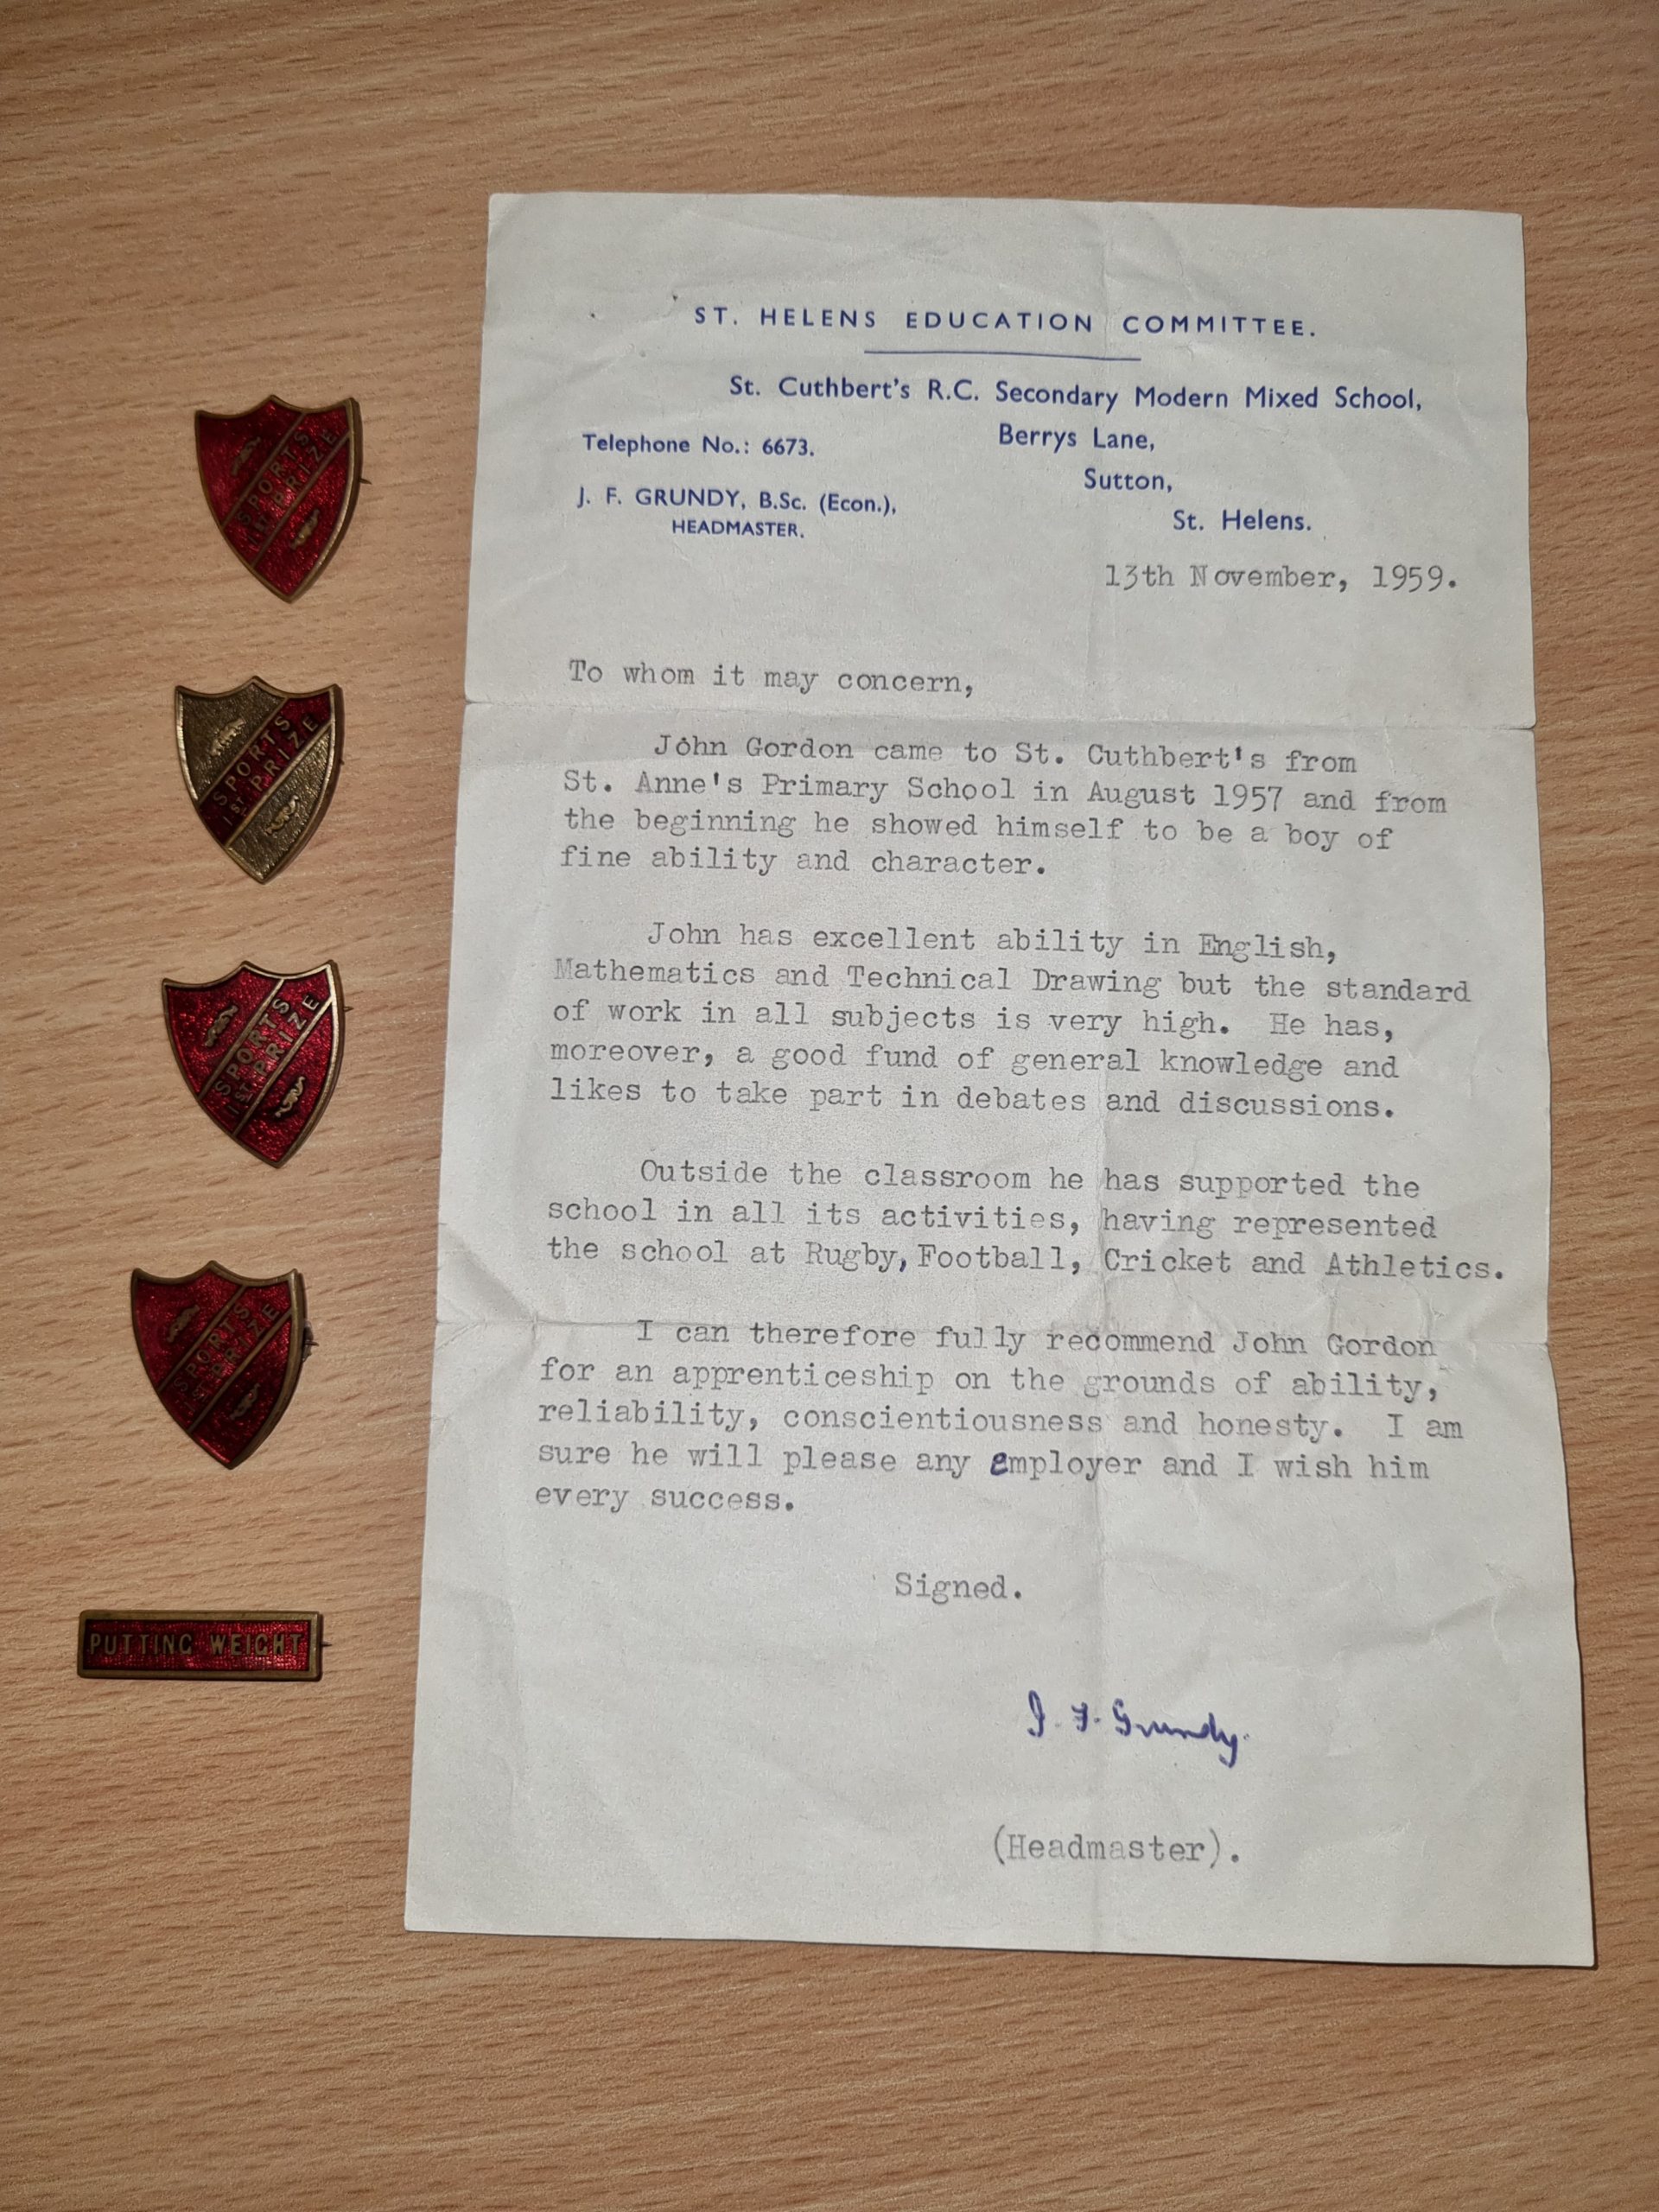 ST. HELENS EDUCATION COMMITTEE.
St. Cuthbert's R.C. Secondary Modern Mixed School,
Telephone No.: 6673.
Berrys Lane,
Sutton,
J. F. GRUNDY, B.Sc. (Econ.),
HEADMASTER.
St. Helens.
13th November, 1959.
To whom it may concern,
John Gordon came to St. Cuthbert's from
St. Anne's Primary School in August 1957 and from
the beginning he showed himself to be a boy of
fine ability and character.
John has excellent ability in English,
Mathematics and Technical Drawing but the standard
of work in all subjects is very high. He has,
moreover, a good fund of general knowledge and
likes to take part in debates and discussions.
Outside the classroom he has supported the
school in all its activities, having represented
the school at Rugby, Football, Cricket and Athletics.
I can therefore fully recommend John Gordon
for an apprenticeship on the grounds of ability,
reliability, conscientiousness and honesty. I am
sure he will please any employer and I wish him
every success.
Signed.
J. F. Grundy.
(Headmaster).
SPORTS
1ST PRIZE
SPORTS
1ST PRIZE
SPORTS
1ST PRIZE
SPORTS
1ST PRIZE
PUTTING WEIGHT